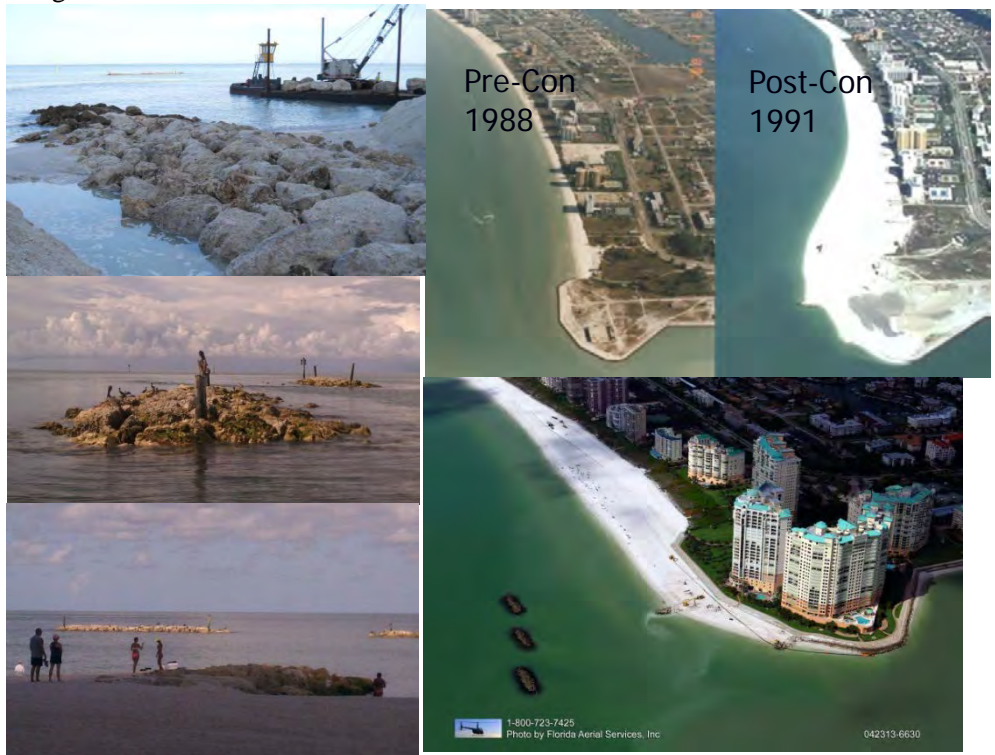 Pre-Con
1988
Post-Con
1991
1-800-723-7425
Photo by Florida Aerial Services, Inc
042313-6630